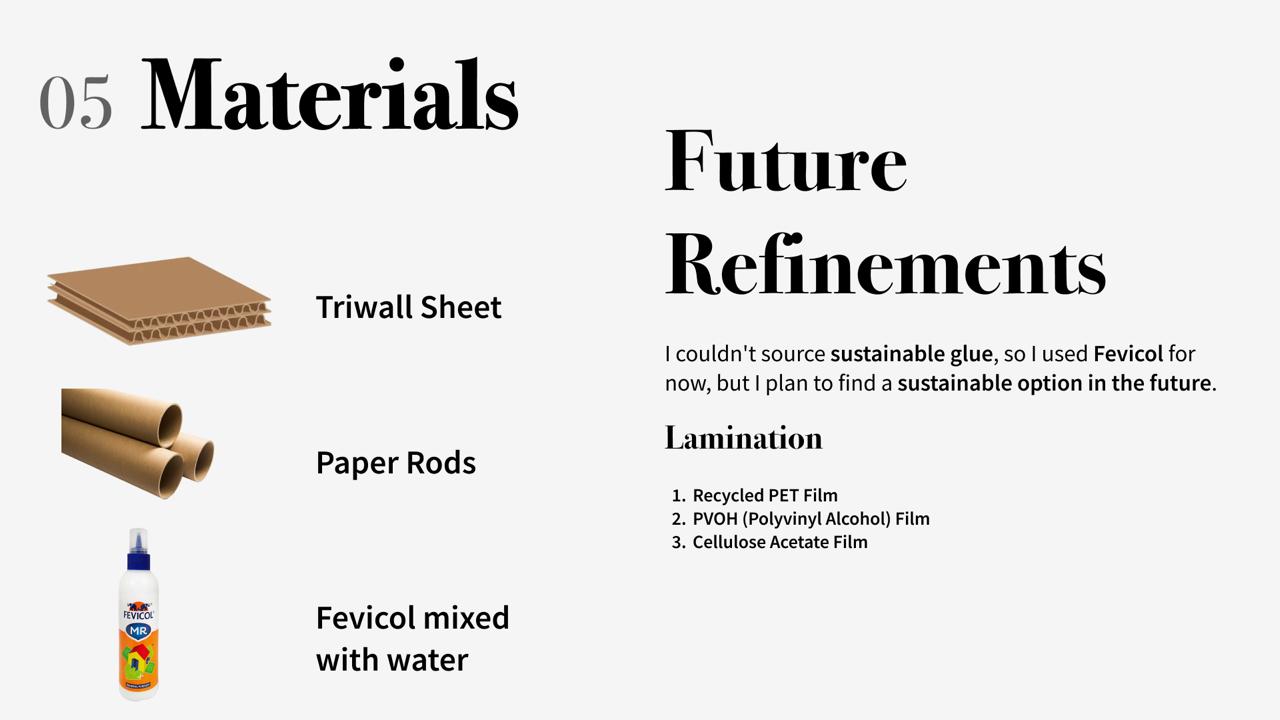 05 Materials
Triwall Sheet
Paper Rods
FEVICOL
MR
Fevicol mixed
with water
Future
Refinements
I couldn't source sustainable glue, so I used Fevicol for
now, but I plan to find a sustainable option in the future.
Lamination
1. Recycled PET Film
2. PVOH (Polyvinyl Alcohol) Film
3. Cellulose Acetate Film